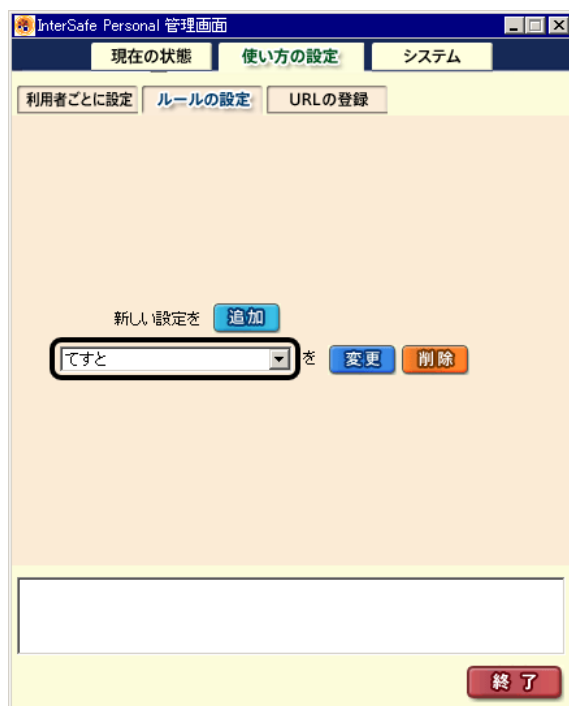 InterSafe Personal 管理画面
現在の状態 使い方の設定 システム
利用者ごとに設定 ルールの設定 URLの登録
新しい設定を 追加
てすと を 変更 削除
終了